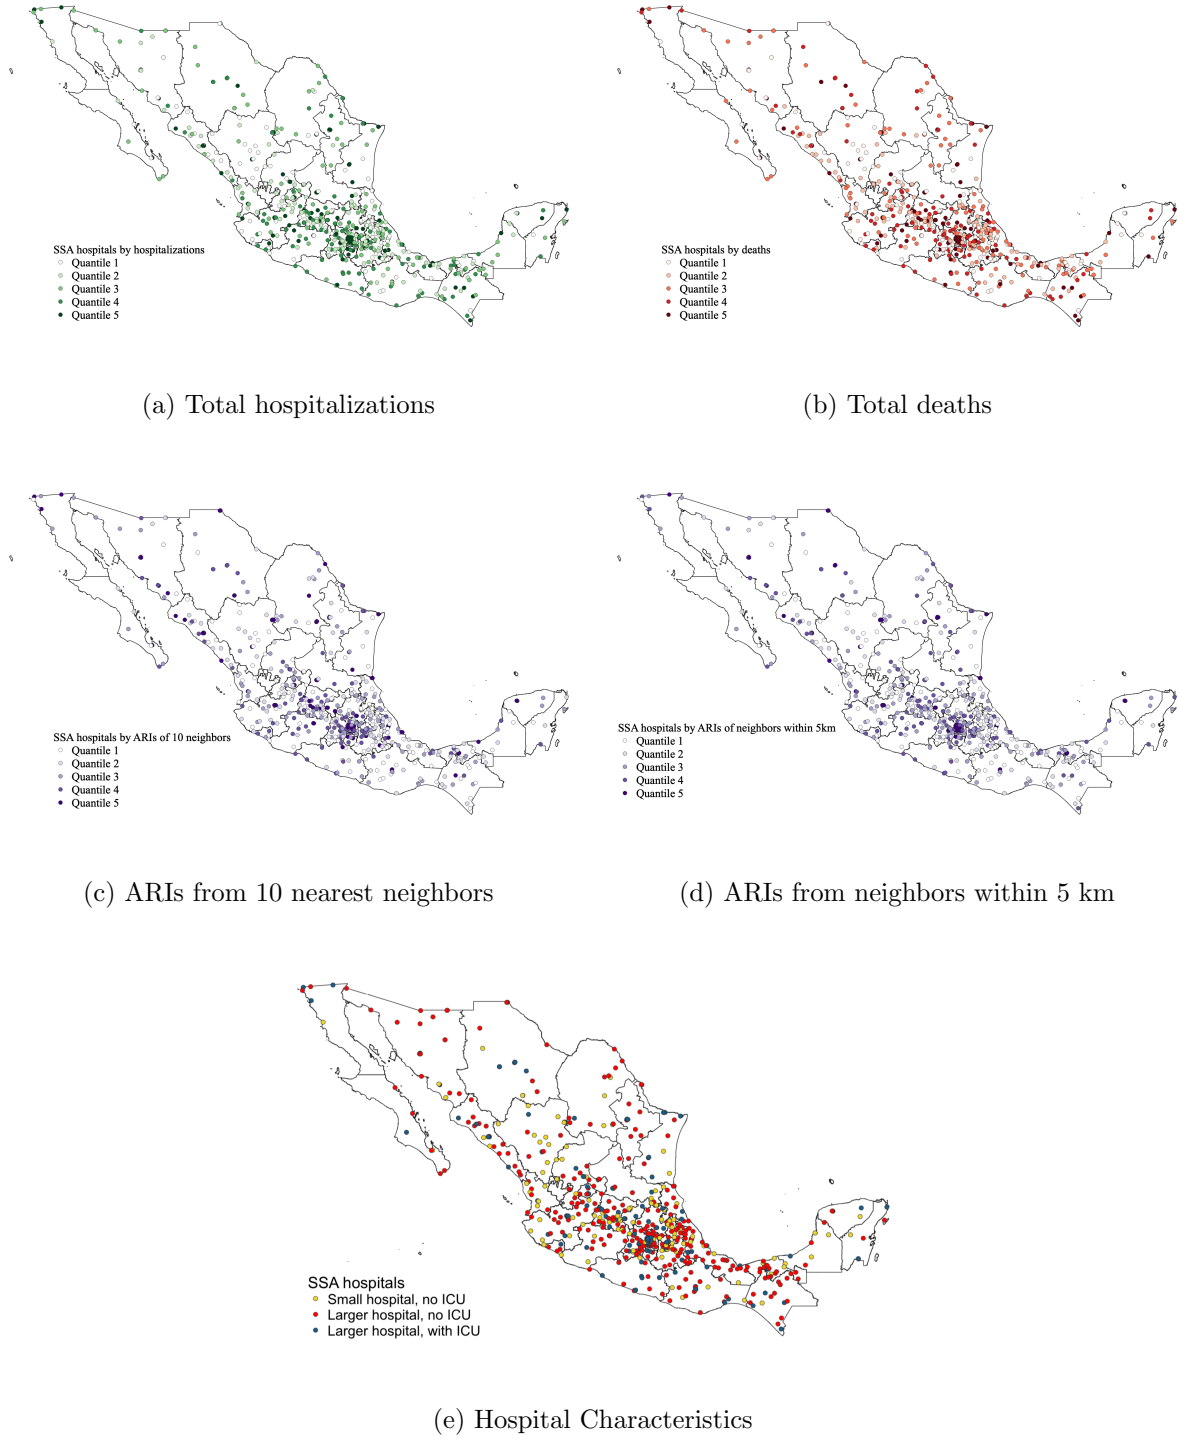 SSA hospitals by hospitalizations
Quantile 1
Quantile 2
Quantile 3
Quantile 4
Quantile 5
SSA hospitals by deaths
Quantile 1
Quantile 2
Quantile 3
Quantile 4
Quantile 5
(a) Total hospitalizations
(b) Total deaths
SSA hospitals by ARIs of 10 neighbors
Quantile 1
Quantile 2
Quantile 3
Quantile 4
Quantile 5
SSA hospitals by ARIs of neighbors within 5km
Quantile 1
Quantile 2
Quantile 3
Quantile 4
Quantile 5
(c) ARIs from 10 nearest neighbors
(d) ARIs from neighbors within 5 km
SSA hospitals
Small hospital, no ICU
Larger hospital, no ICU
Larger hospital, with ICU
(e) Hospital Characteristics